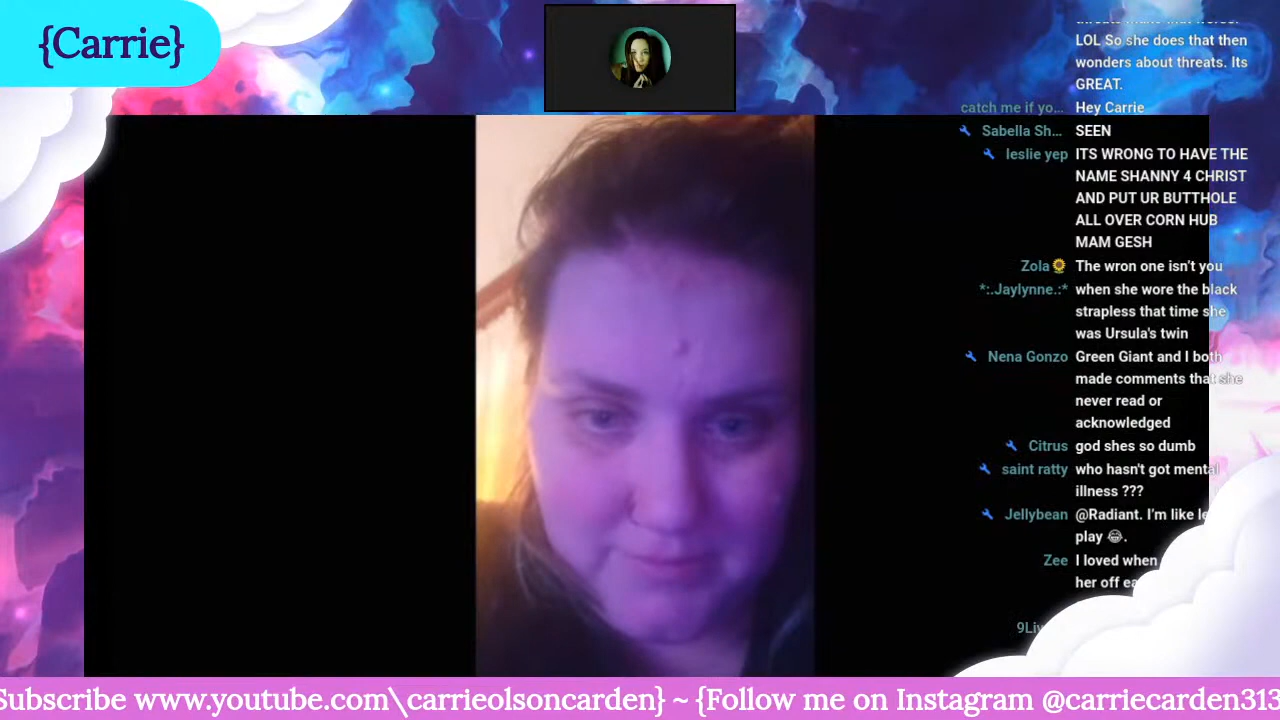 {Carrie}
LOL So she does that then
wonders about threats. Its
GREAT.
catch me if yo... Hey Carrie
Sabella Sh... SEEN
leslie yep ITS WRONG TO HAVE THE
NAME SHANNY 4 CHRIST
AND PUT UR BUTTHOLE
ALL OVER CORN HUB
MAM GESH
Zola🌻 The wron one isn't you
*:.Jaylynne.:* when she wore the black
strapless that time she
was Ursula's twin
Nena Gonzo Green Giant and I both
made comments that she
never read or
acknowledged
Citrus god shes so dumb
saint ratty who hasn't got mental
illness ???
Jellybean @Radiant. I'm like le
play 😂.
Zee I loved when
her off ea
9Liv
Subscribe www.youtube.com\carrieolsoncarden} ~ {Follow me on Instagram @carriecarden313